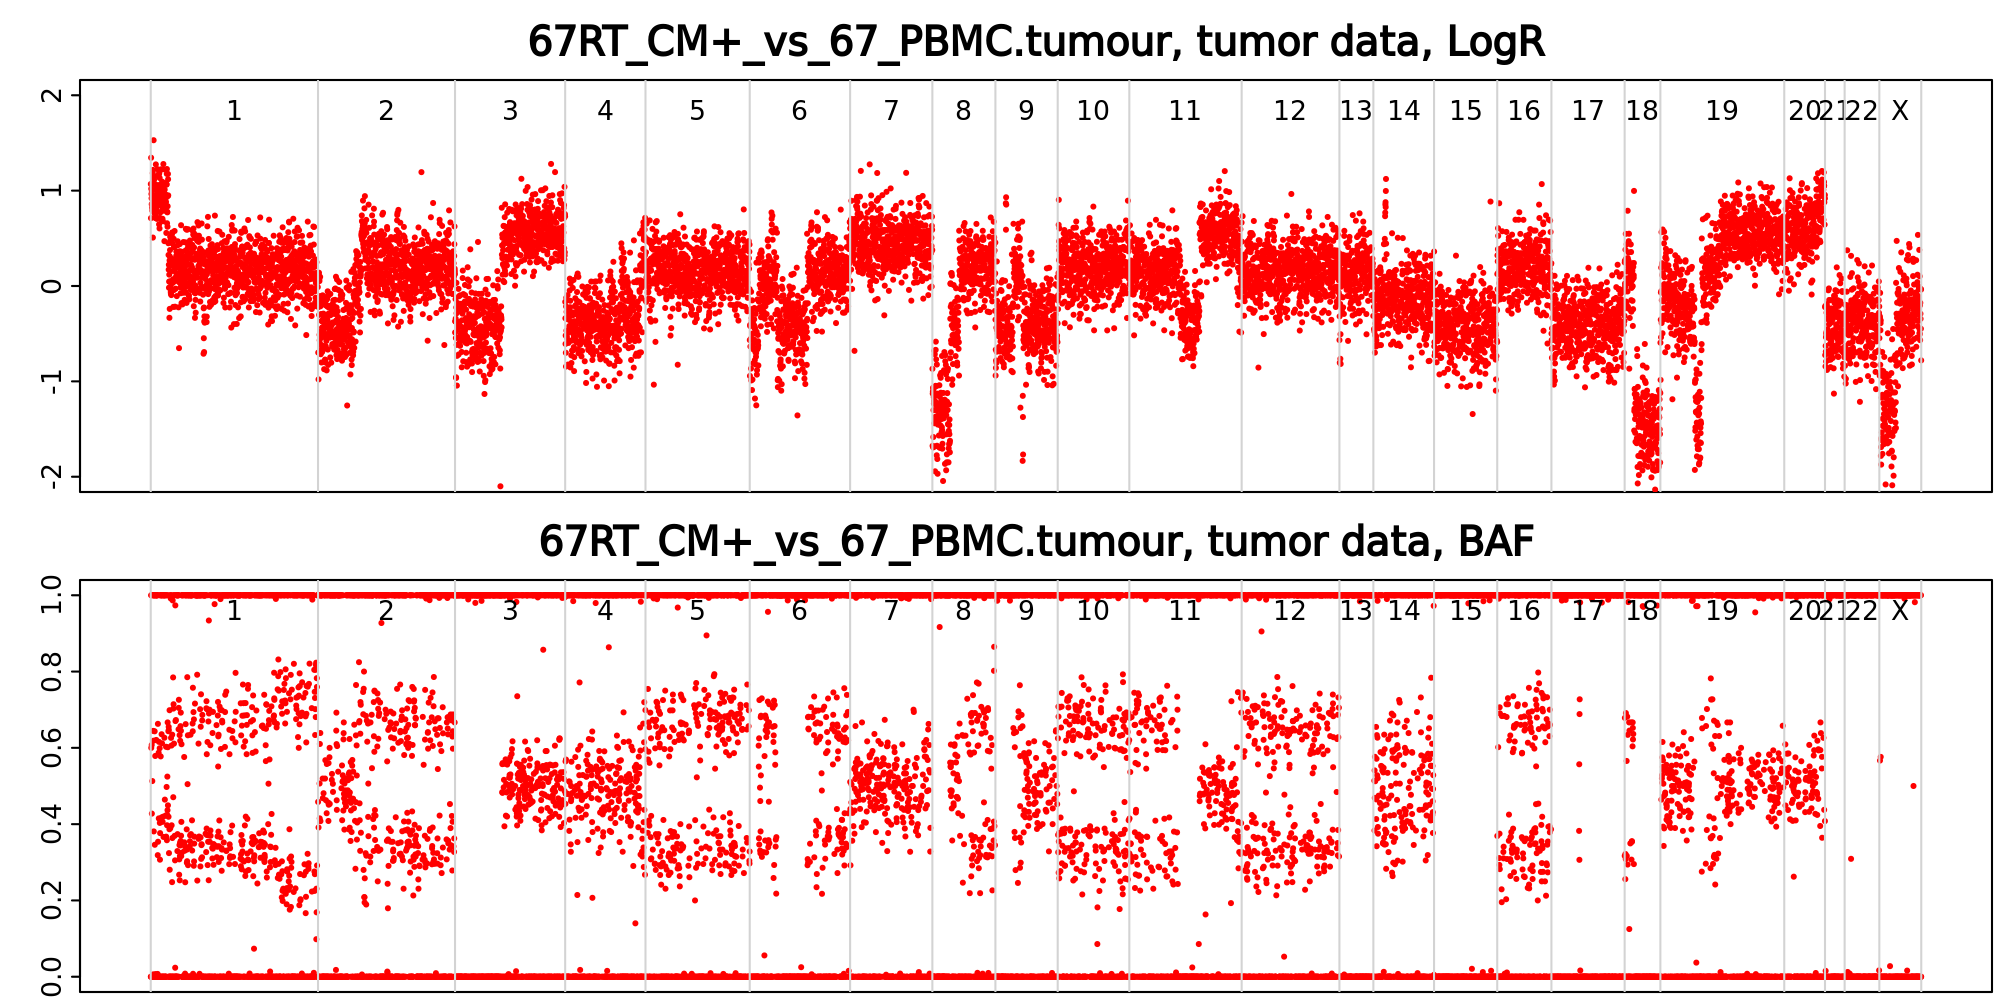 67RT_CM+_vs_67_PBMC.tumour, tumor data, LogR
2
1
0
-1
-2
1 2 3 4 5 6 7 8 9 10 11 12 13 14 15 16 17 18 19 20 21 22 X
67RT_CM+_vs_67_PBMC.tumour, tumor data, BAF
1.0
0.8
0.6
0.4
0.2
0.0
1 2 3 4 5 6 7 8 9 10 11 12 13 14 15 16 17 18 19 20 21 22 X